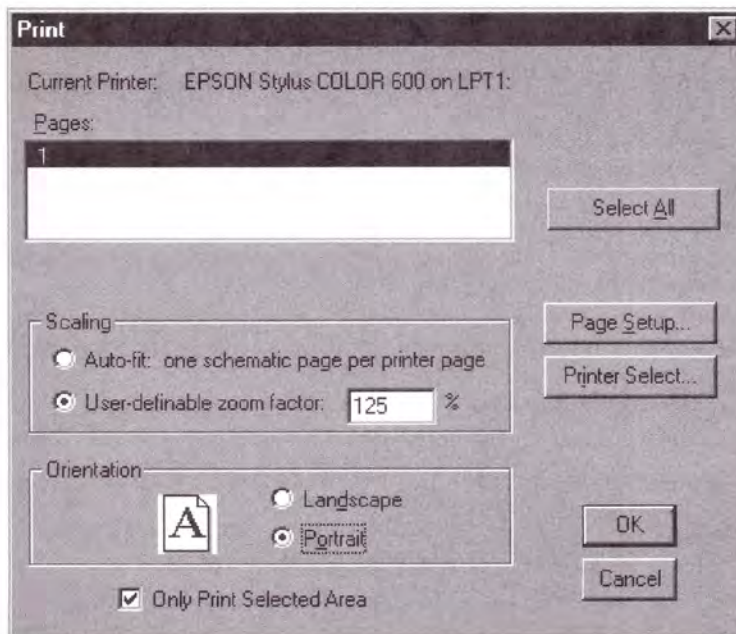 Print
Current Printer: EPSON Stylus COLOR 600 on LPT1:
Pages:
1
Select All
Scaling
Auto-fit: one schematic page per printer page
User-definable zoom factor: 125 %
Page Setup...
Printer Select...
Orientation
A
Landscape
Portrait
OK
Cancel
Only Print Selected Area